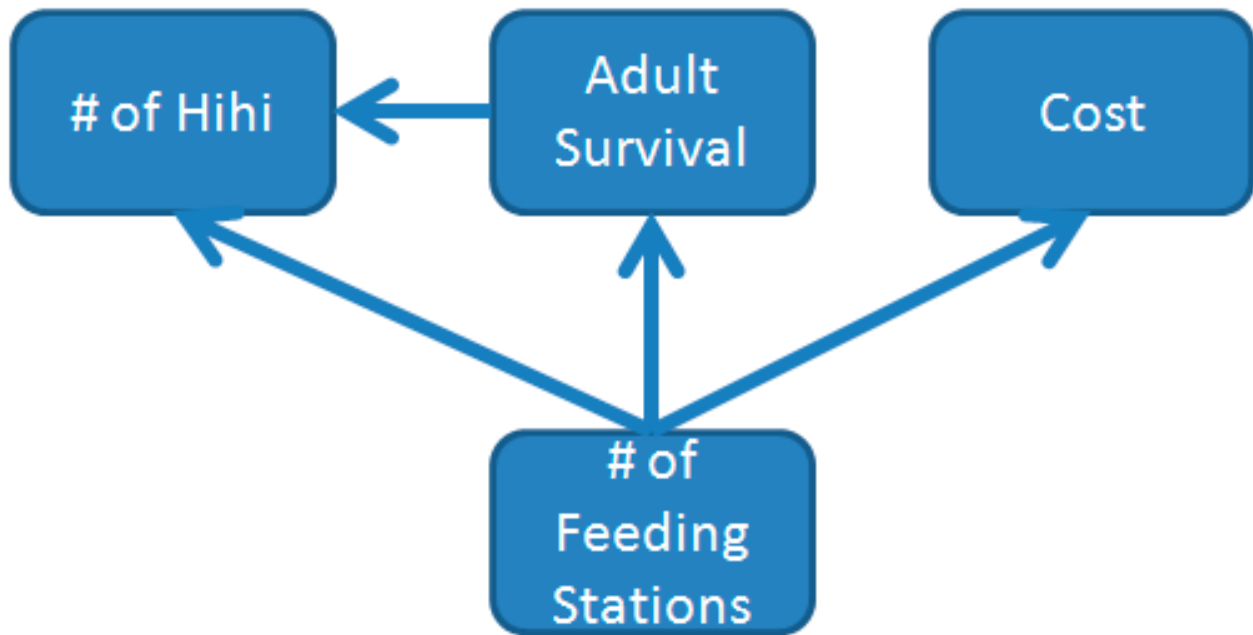 # of Hihi
Adult
Survival
Cost
# of
Feeding
Stations